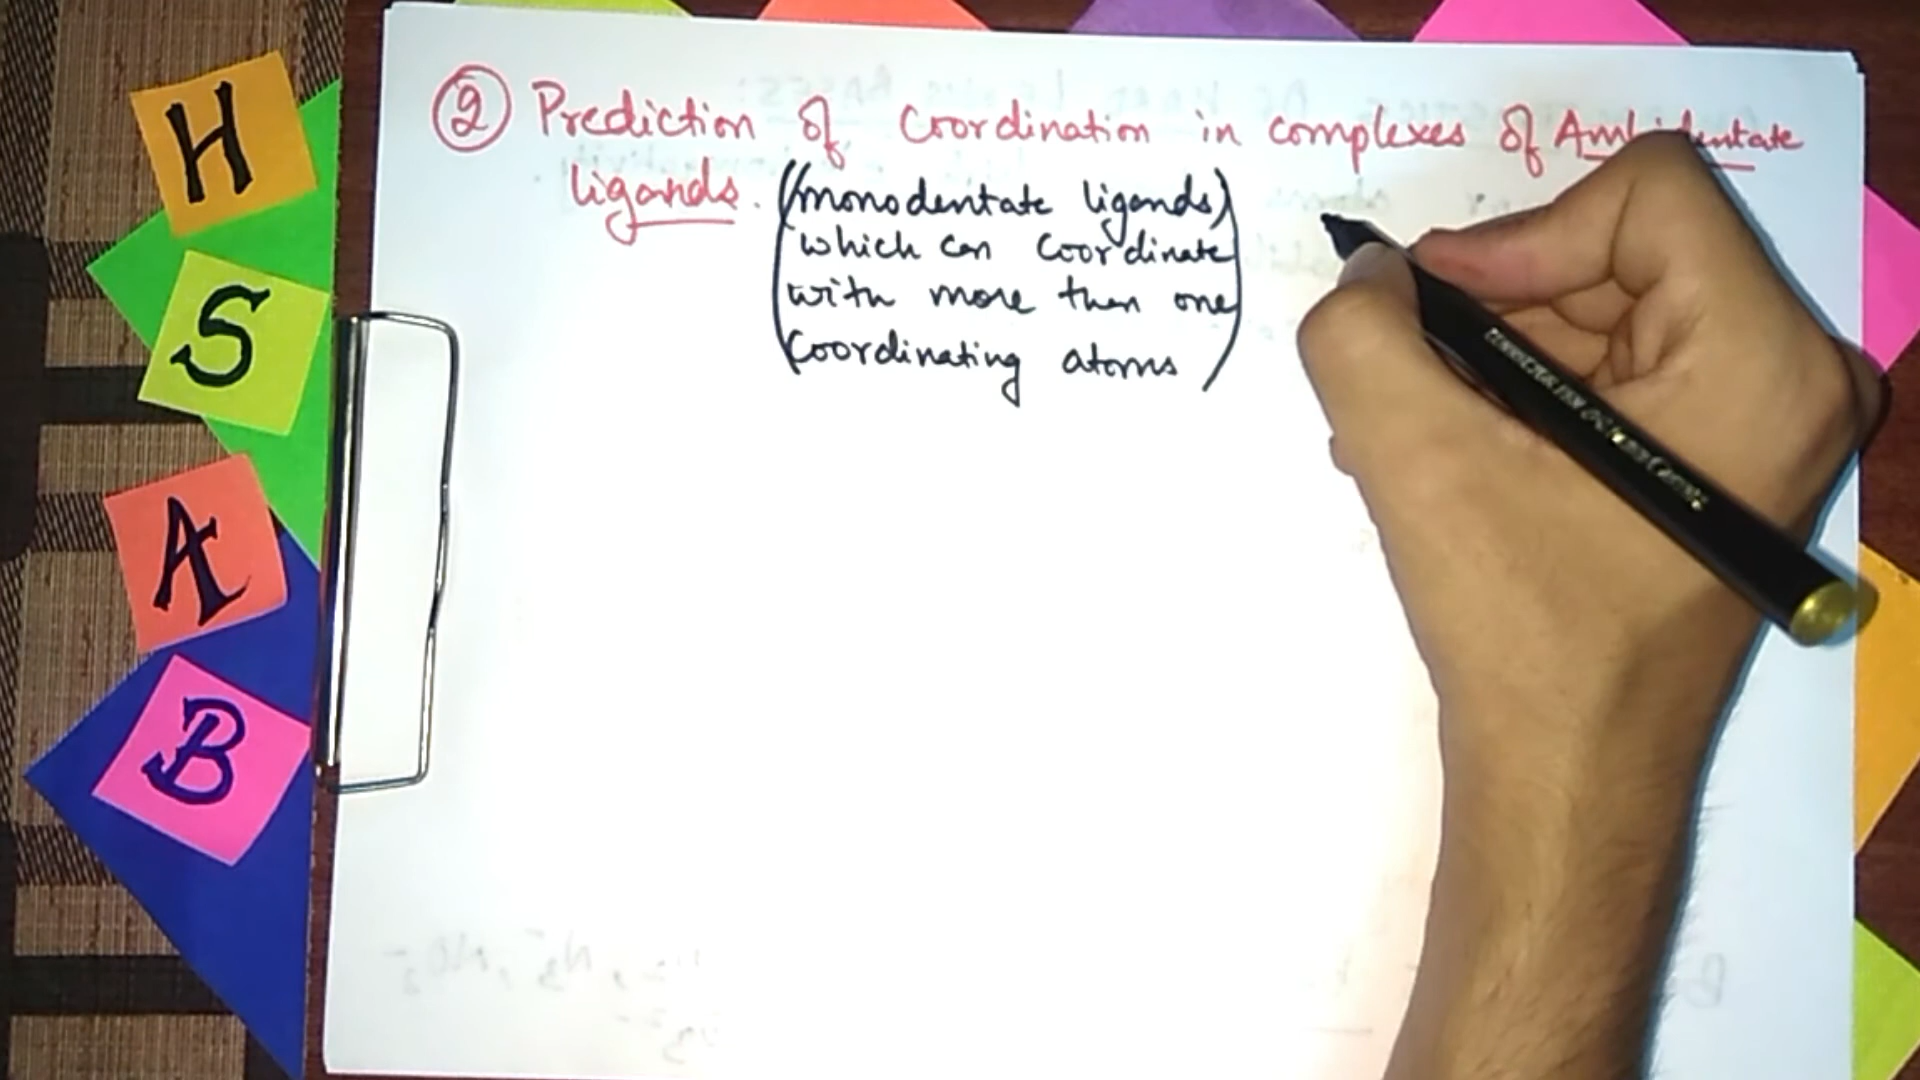 ② Prediction of Coordination in complexes of Ambidentate
ligands. (monodentate ligands)
which can coordinate
with more than one
coordinating atoms
H
S
A
B